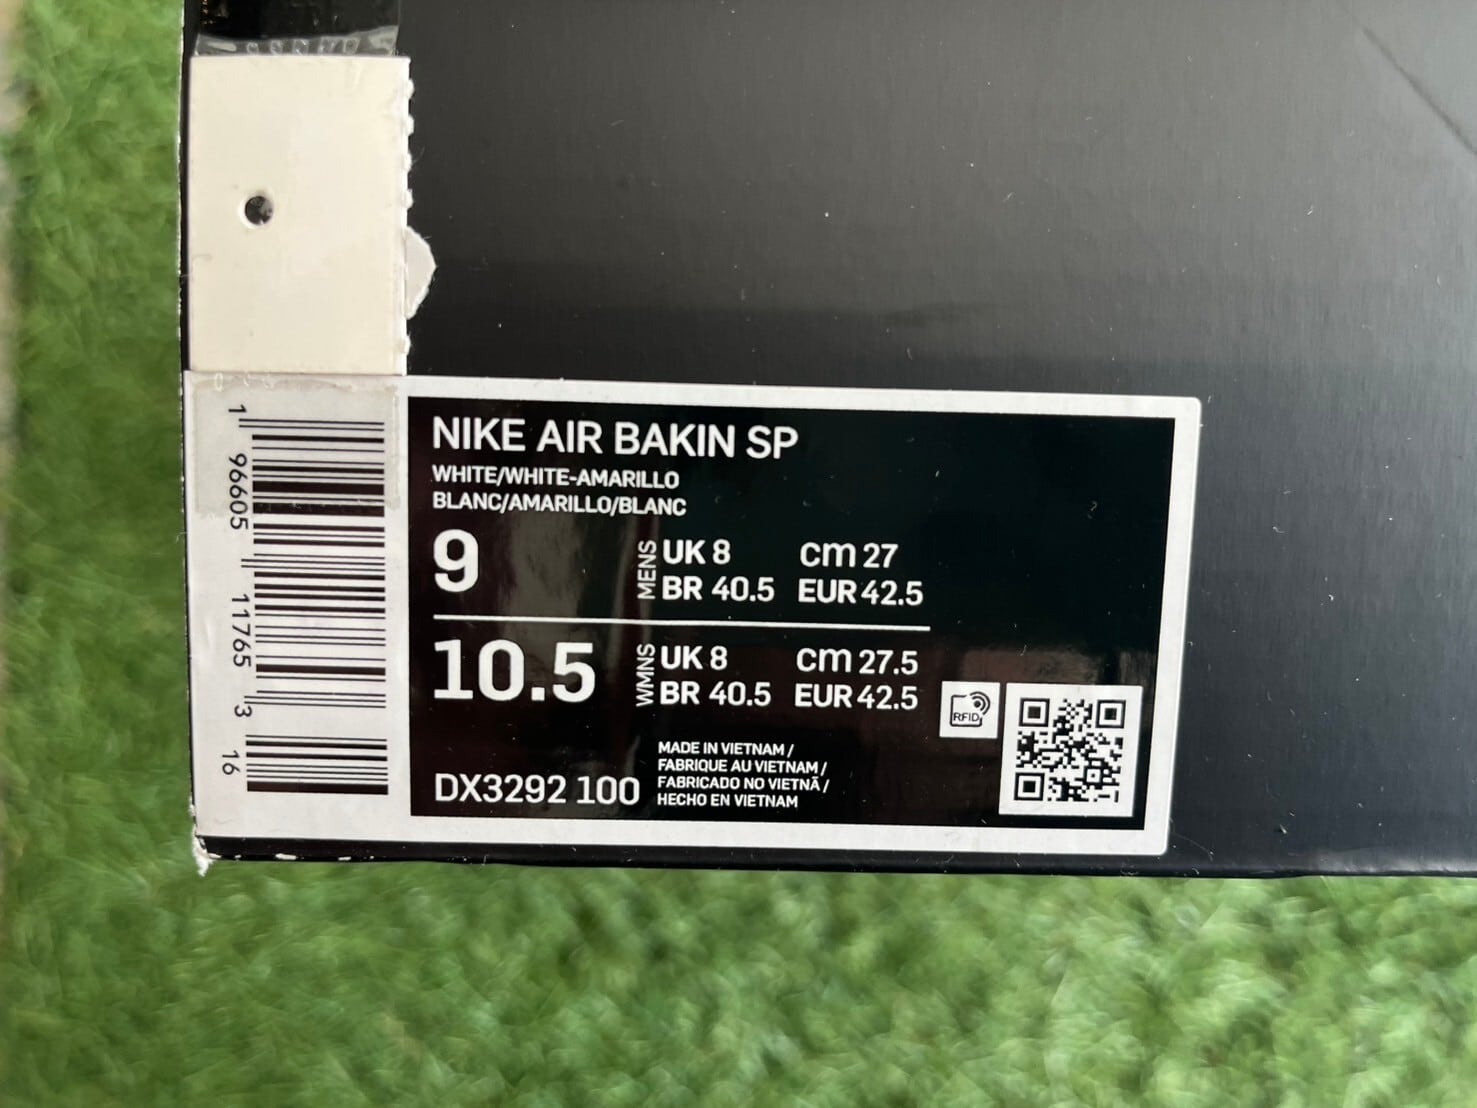 NIKE AIR BAKIN SP
WHITE/WHITE-AMARILLO
BLANC/AMARILLO/BLANC
9 MENS UK 8 cm 27
BR 40.5 EUR 42.5
10.5 WMNS UK 8 cm 27.5
BR 40.5 EUR 42.5
RFID
DX3292 100
MADE IN VIETNAM /
FABRIQUE AU VIETNAM /
FABRICADO NO VIETNÃ /
HECHO EN VIETNAM
1 96605 11765 3 16